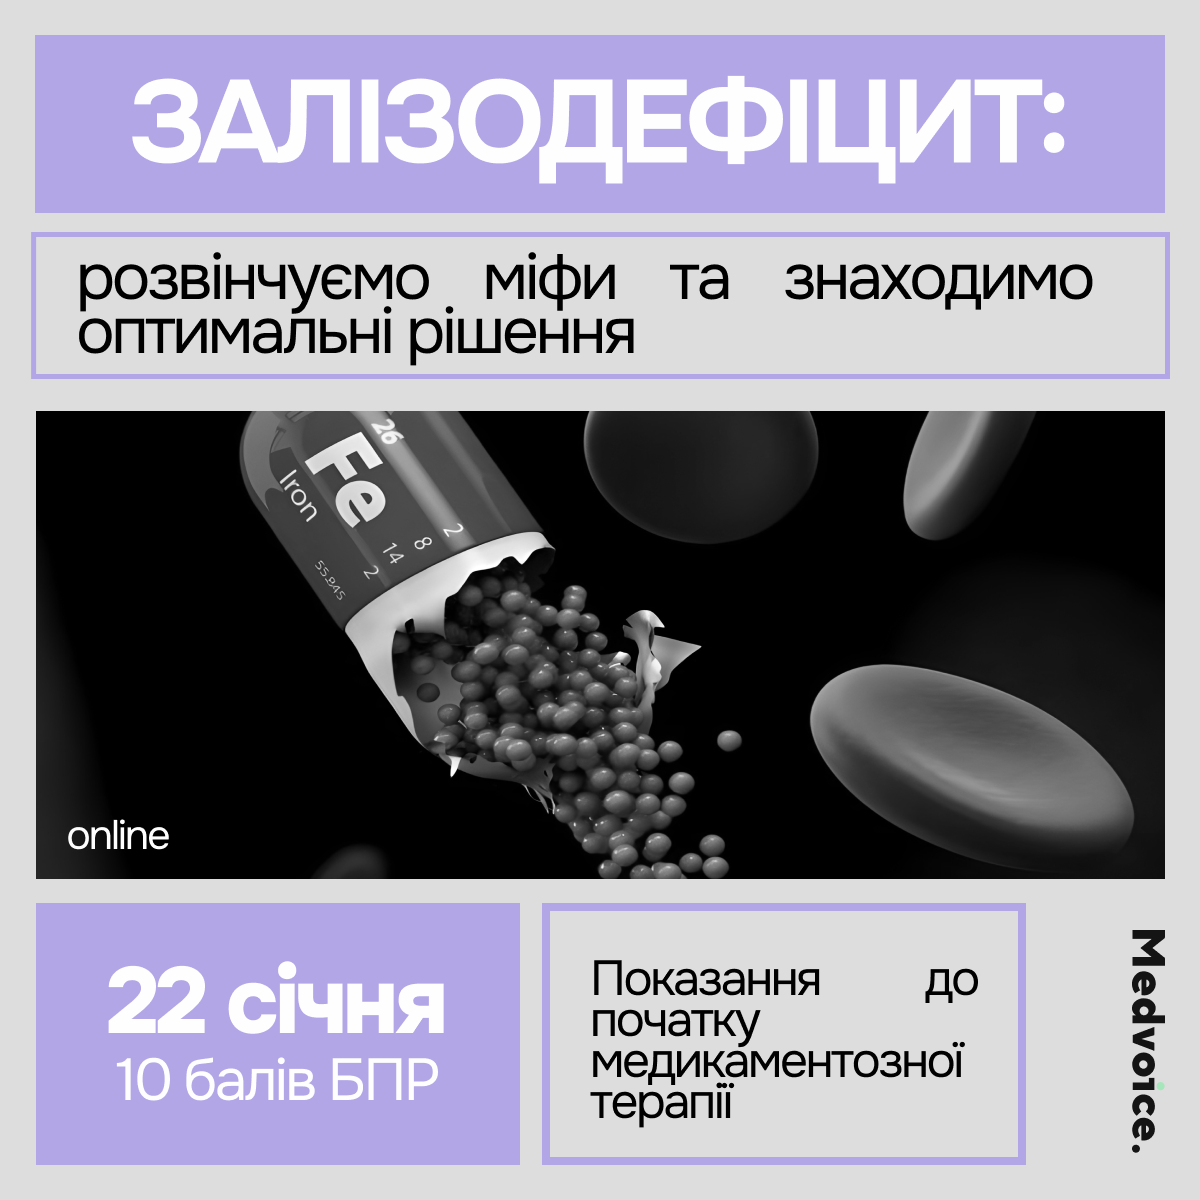 ЗАЛІЗОДЕФІЦИТ:
розвінчуємо міфи та знаходимо
оптимальні рішення
26
Fe
Iron
2
8
14
2
55.845
online
22 січня
10 балів БПР
Показання до
початку
медикаментозної
терапії
Medvoice.